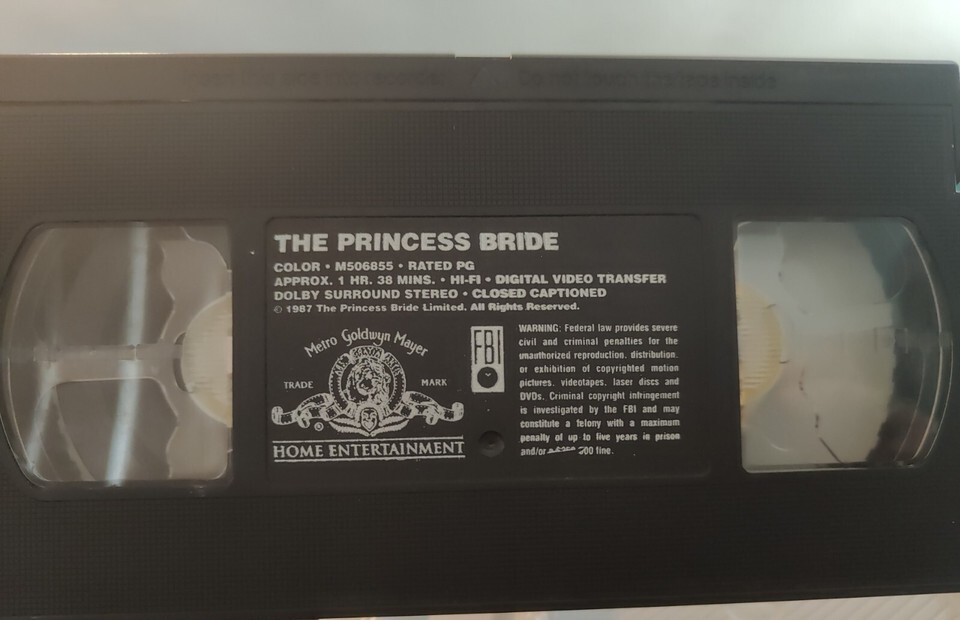 THE PRINCESS BRIDE
COLOR • M506855 • RATED PG
APPROX. 1 HR. 38 MINS. • HI-FI • DIGITAL VIDEO TRANSFER
DOLBY SURROUND STEREO • CLOSED CAPTIONED
© 1987 The Princess Bride Limited. All Rights Reserved.
Metro Goldwyn Mayer
TRADE MARK
®
HOME ENTERTAINMENT
FBI
WARNING: Federal law provides severe
civil and criminal penalties for the
unauthorized reproduction, distribution,
or exhibition of copyrighted motion
pictures, videotapes, laser discs and
DVDs. Criminal copyright infringement
is investigated by the FBI and may
constitute a felony with a maximum
penalty of up to five years in prison
and/or 000 fine.